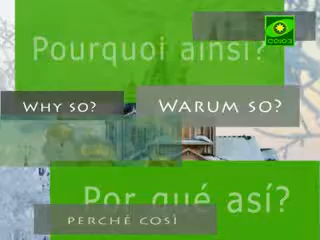 Pourquoi ainsi?
WHY SO?
WARUM SO?
Por qué así?
PERCHÉ COSÌ